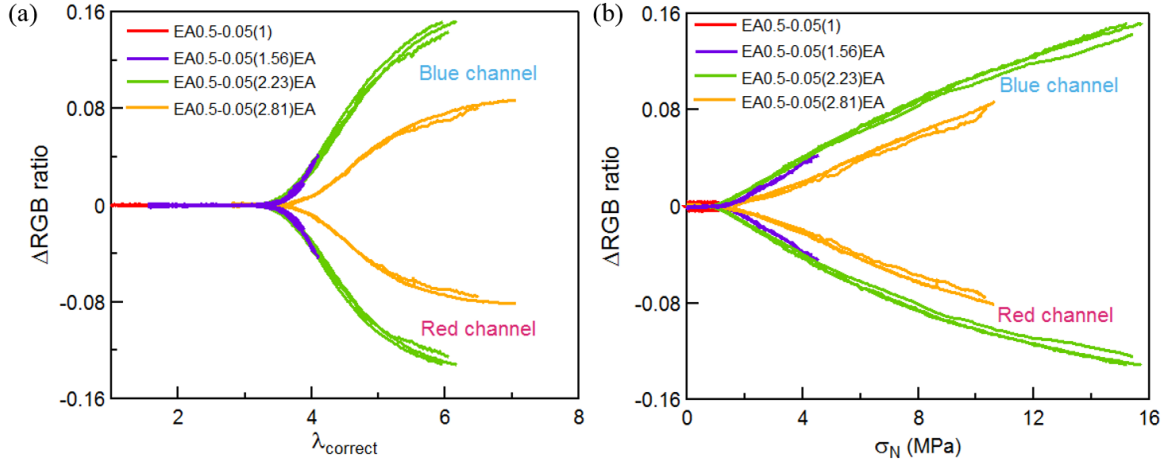 (a)
0.16
0.08
0
-0.08
-0.16
ΔRGB ratio
EA0.5-0.05(1)
EA0.5-0.05(1.56)EA
EA0.5-0.05(2.23)EA
EA0.5-0.05(2.81)EA
Blue channel
Red channel
2 4 6 8
λcorrect
(b)
0.16
0.08
0
-0.08
-0.16
ΔRGB ratio
EA0.5-0.05(1)
EA0.5-0.05(1.56)EA
EA0.5-0.05(2.23)EA
EA0.5-0.05(2.81)EA
Blue channel
Red channel
0 4 8 12 16
σN (MPa)